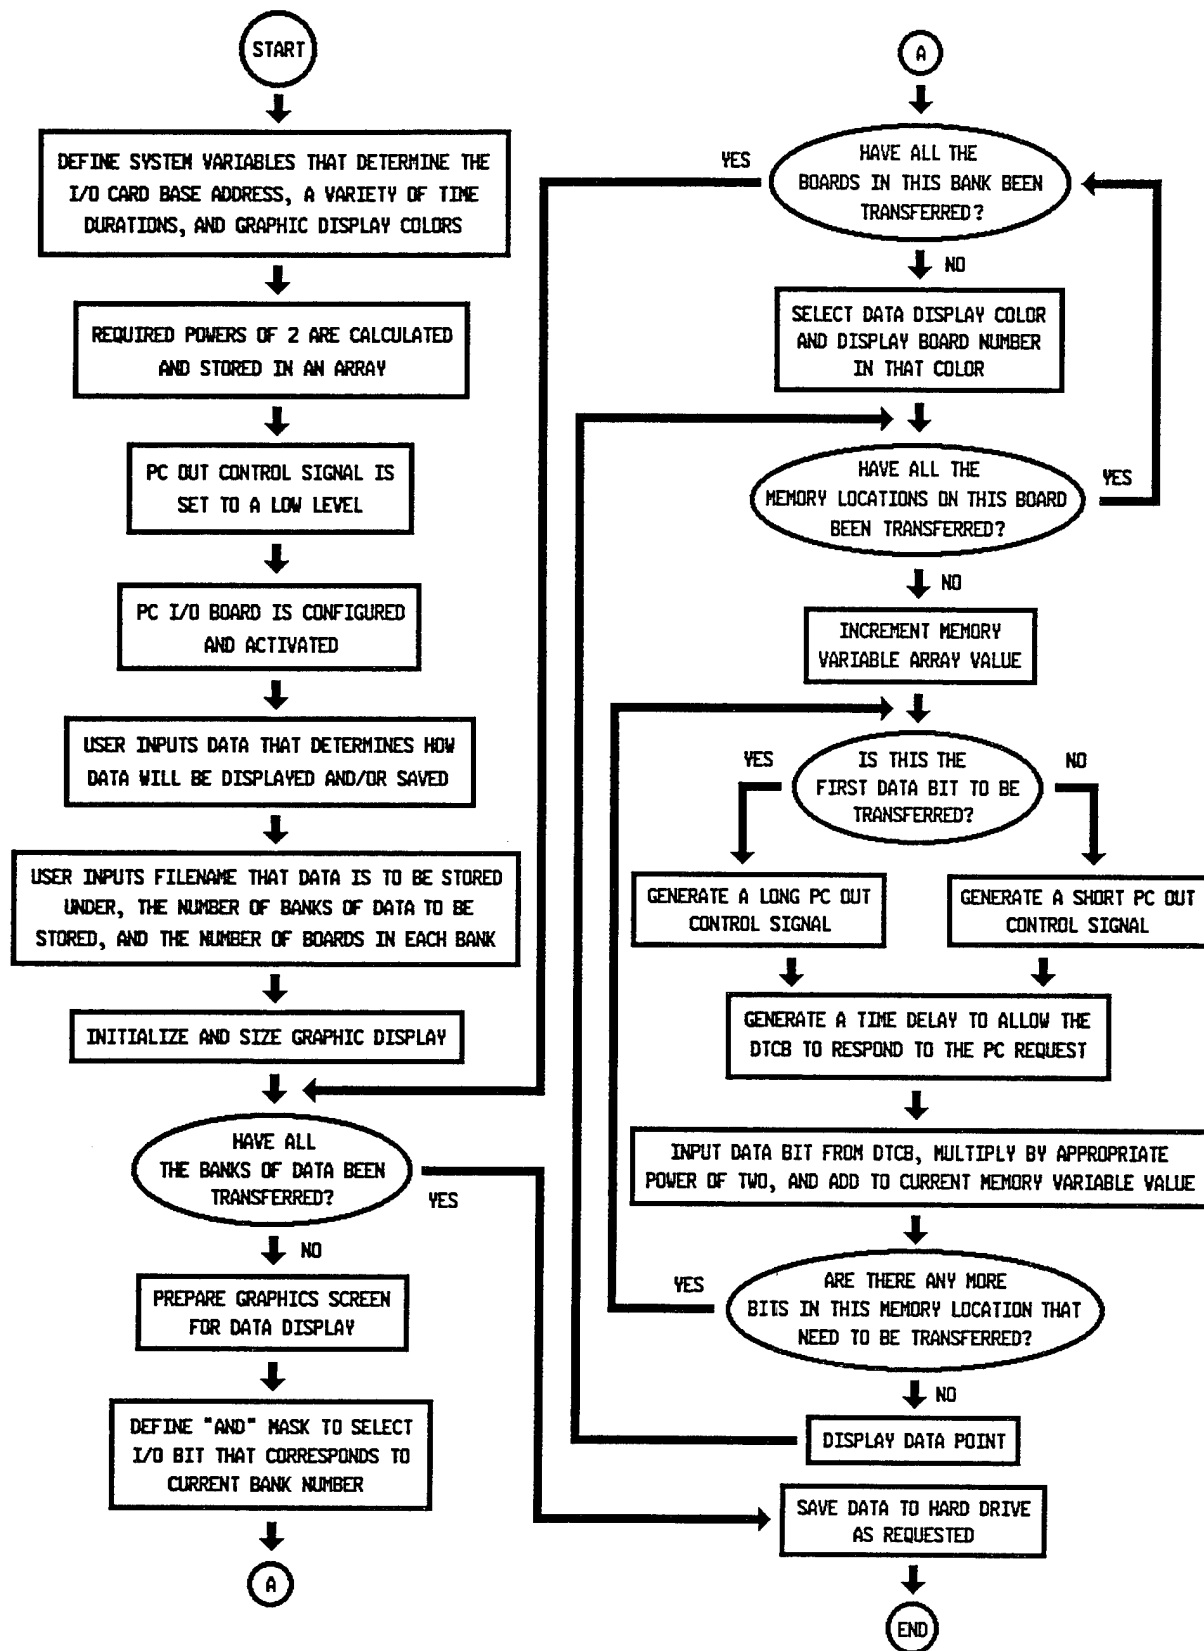 START
DEFINE SYSTEM VARIABLES THAT DETERMINE THE
I/O CARD BASE ADDRESS, A VARIETY OF TIME
DURATIONS, AND GRAPHIC DISPLAY COLORS
REQUIRED POWERS OF 2 ARE CALCULATED
AND STORED IN AN ARRAY
PC OUT CONTROL SIGNAL IS
SET TO A LOW LEVEL
PC I/O BOARD IS CONFIGURED
AND ACTIVATED
USER INPUTS DATA THAT DETERMINES HOW
DATA WILL BE DISPLAYED AND/OR SAVED
USER INPUTS FILENAME THAT DATA IS TO BE STORED
UNDER, THE NUMBER OF BANKS OF DATA TO BE
STORED, AND THE NUMBER OF BOARDS IN EACH BANK
INITIALIZE AND SIZE GRAPHIC DISPLAY
HAVE ALL
THE BANKS OF DATA BEEN
TRANSFERRED?
YES
NO
PREPARE GRAPHICS SCREEN
FOR DATA DISPLAY
DEFINE "AND" MASK TO SELECT
I/O BIT THAT CORRESPONDS TO
CURRENT BANK NUMBER
A
A
HAVE ALL THE
BOARDS IN THIS BANK BEEN
TRANSFERRED?
YES
NO
SELECT DATA DISPLAY COLOR
AND DISPLAY BOARD NUMBER
IN THAT COLOR
HAVE ALL THE
MEMORY LOCATIONS ON THIS BOARD
BEEN TRANSFERRED?
YES
NO
INCREMENT MEMORY
VARIABLE ARRAY VALUE
IS THIS THE
FIRST DATA BIT TO BE
TRANSFERRED?
YES
NO
GENERATE A LONG PC OUT
CONTROL SIGNAL
GENERATE A SHORT PC OUT
CONTROL SIGNAL
GENERATE A TIME DELAY TO ALLOW THE
DTCB TO RESPOND TO THE PC REQUEST
INPUT DATA BIT FROM DTCB, MULTIPLY BY APPROPRIATE
POWER OF TWO, AND ADD TO CURRENT MEMORY VARIABLE VALUE
ARE THERE ANY MORE
BITS IN THIS MEMORY LOCATION THAT
NEED TO BE TRANSFERRED?
YES
NO
DISPLAY DATA POINT
SAVE DATA TO HARD DRIVE
AS REQUESTED
END